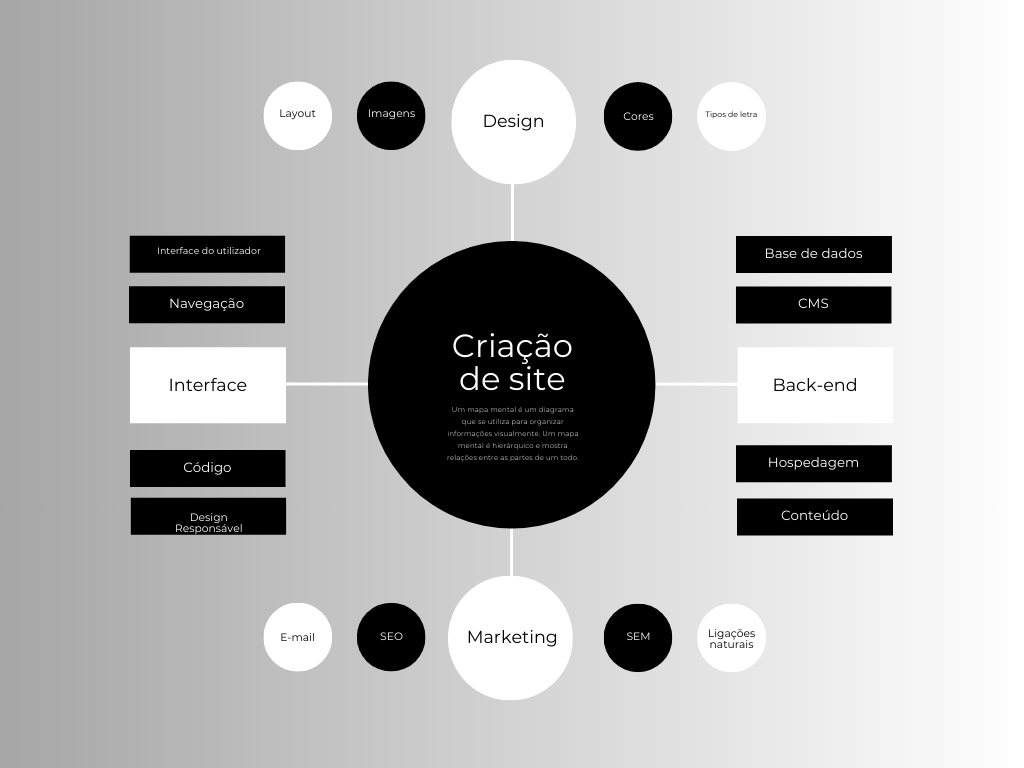 Layout
Imagens
Design
Cores
Tipos de letra
Interface do utilizador
Navegação
Interface
Código
Design
Responsável
Criação
de site
Um mapa mental é um diagrama
que se utiliza para organizar
informações visualmente. Um mapa
mental é hierárquico e mostra
relações entre as partes de um todo.
Base de dados
CMS
Back-end
Hospedagem
Conteúdo
E-mail
SEO
Marketing
SEM
Ligações
naturais